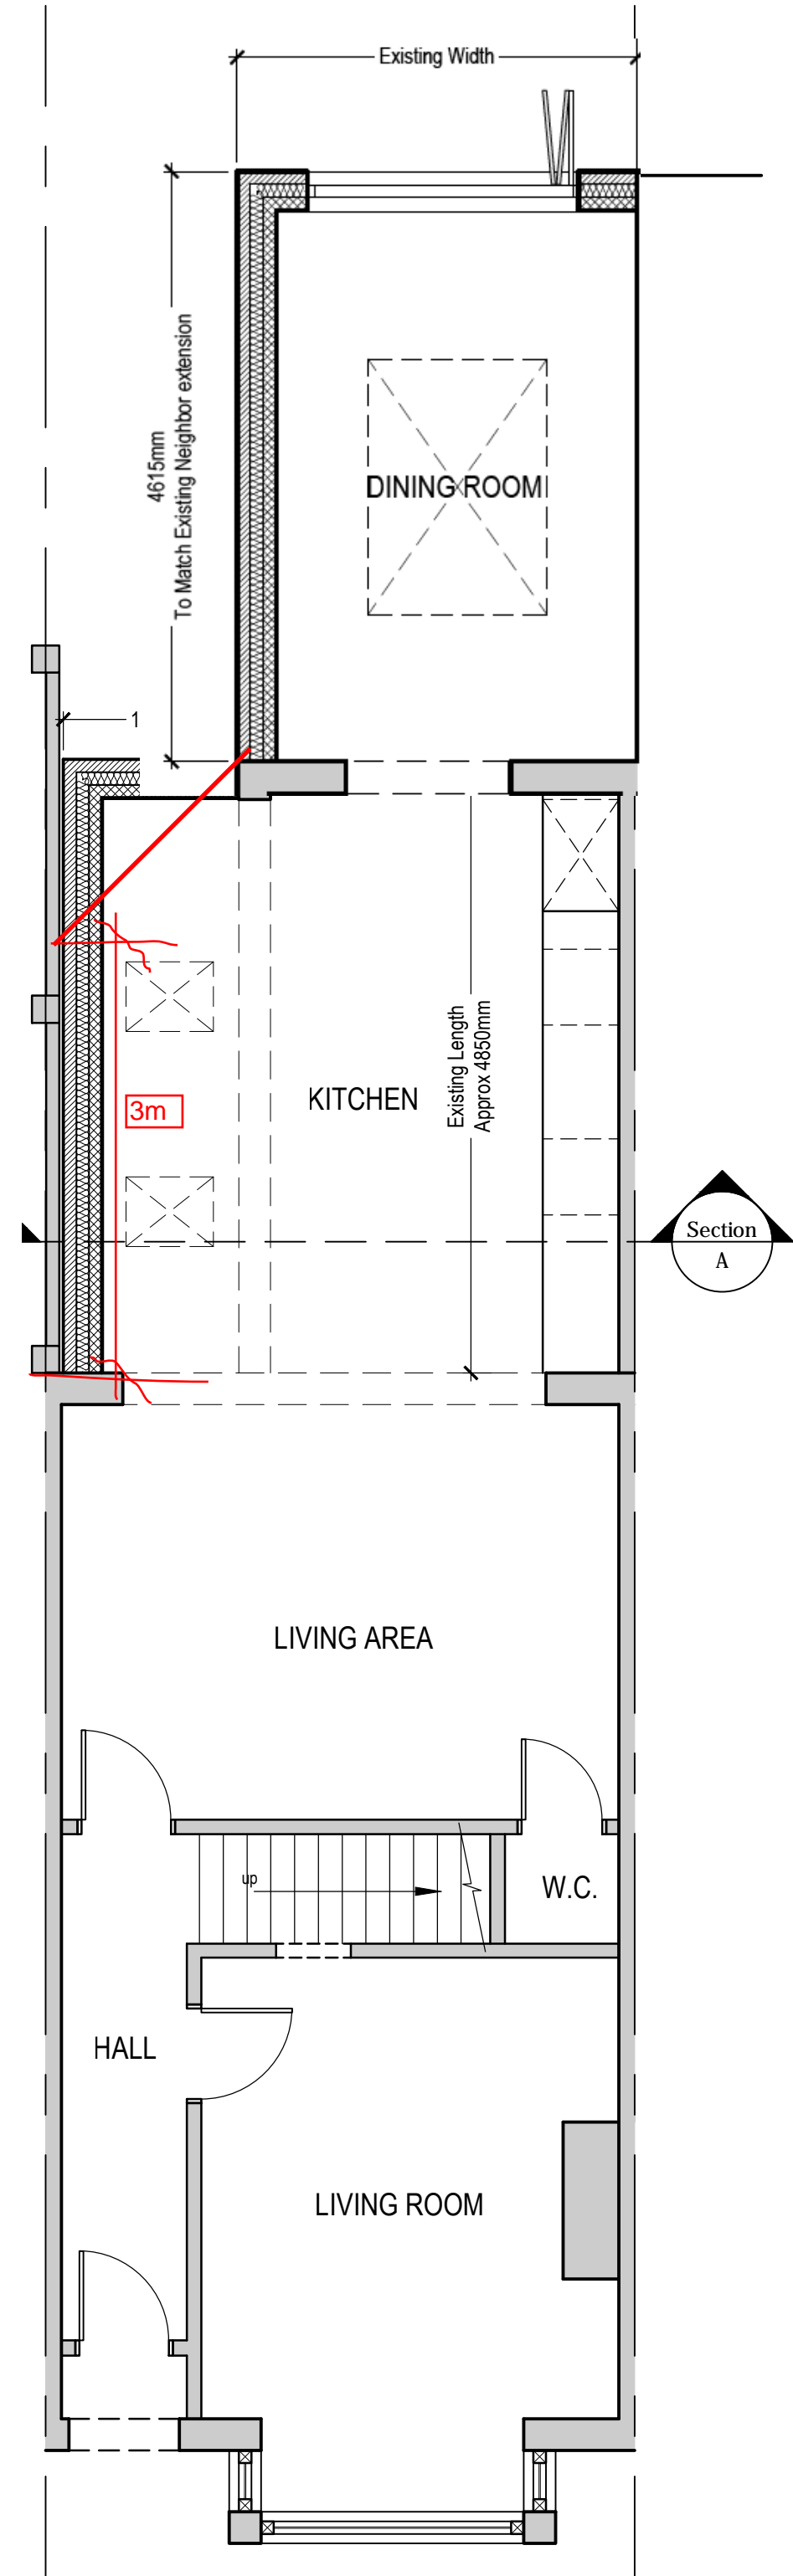 Existing Width
4615mm
To Match Existing Neighbor extension
DINING ROOM
1
Existing Length
Approx 4850mm
KITCHEN
3m
Section
A
LIVING AREA
up
W.C.
HALL
LIVING ROOM